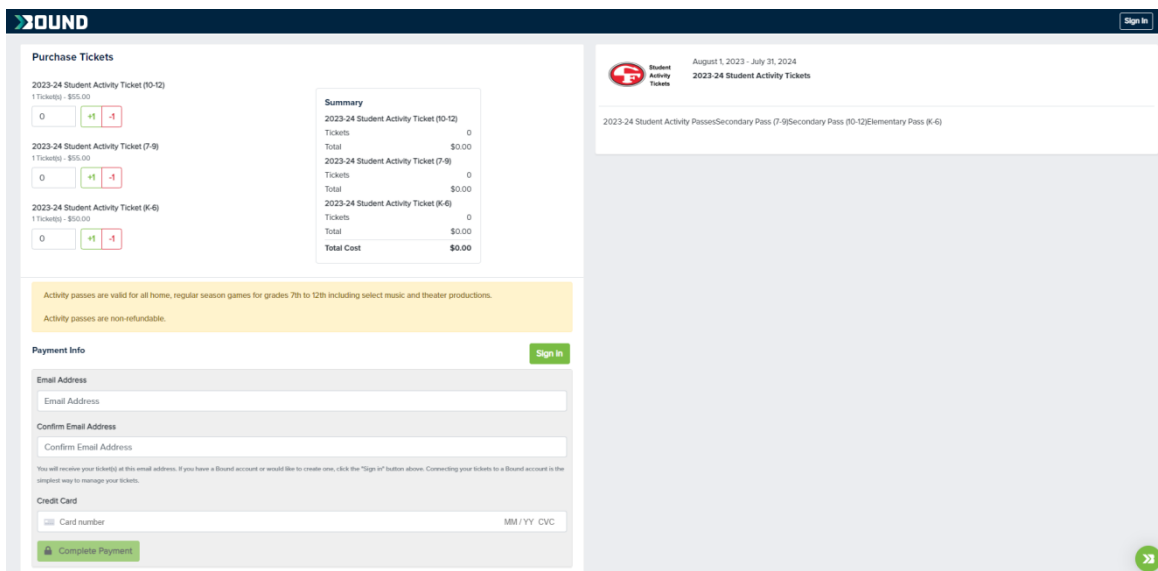 BOUND
Sign In
Purchase Tickets
2023-24 Student Activity Ticket (10-12)
1 Ticket(s) - $55.00
0 +1 -1
2023-24 Student Activity Ticket (7-9)
1 Ticket(s) - $55.00
0 +1 -1
2023-24 Student Activity Ticket (K-6)
1 Ticket(s) - $50.00
0 +1 -1
Summary
2023-24 Student Activity Ticket (10-12)
Tickets 0
Total $0.00
2023-24 Student Activity Ticket (7-9)
Tickets 0
Total $0.00
2023-24 Student Activity Ticket (K-6)
Tickets 0
Total $0.00
Total Cost $0.00
Activity passes are valid for all home, regular season games for grades 7th to 12th including select music and theater productions.
Activity passes are non-refundable.
Payment Info
Sign In
Email Address
Email Address
Confirm Email Address
Confirm Email Address
You will receive your ticket(s) at this email address. If you have a Bound account or would like to create one, click the "Sign in" button above. Connecting your tickets to a Bound account is the
simplest way to manage your tickets.
Credit Card
Card number MM / YY CVC
Complete Payment
F
Student
Activity
Tickets
August 1, 2023 - July 31, 2024
2023-24 Student Activity Tickets
2023-24 Student Activity PassesSecondary Pass (7-9)Secondary Pass (10-12)Elementary Pass (K-6)